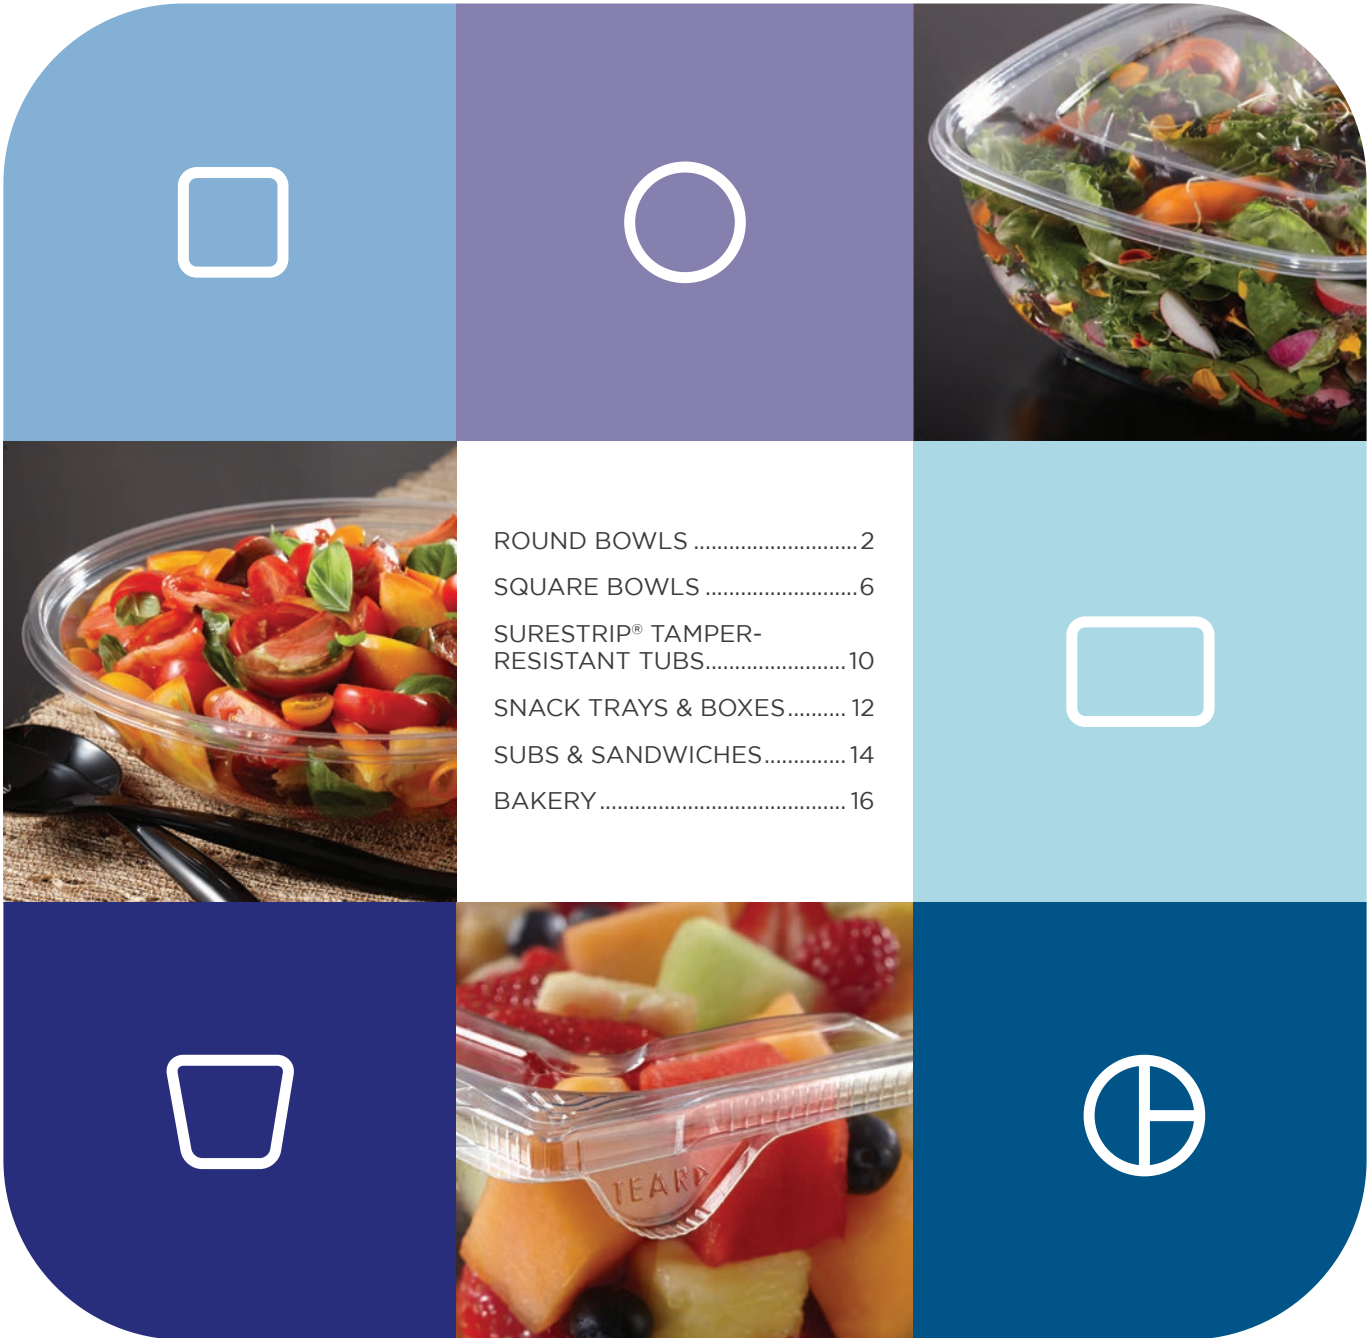 ROUND BOWLS ............................ 2
SQUARE BOWLS .......................... 6
SURESTRIP® TAMPER-
RESISTANT TUBS........................ 10
SNACK TRAYS & BOXES.......... 12
SUBS & SANDWICHES.............. 14
BAKERY .......................................... 16
TEAR